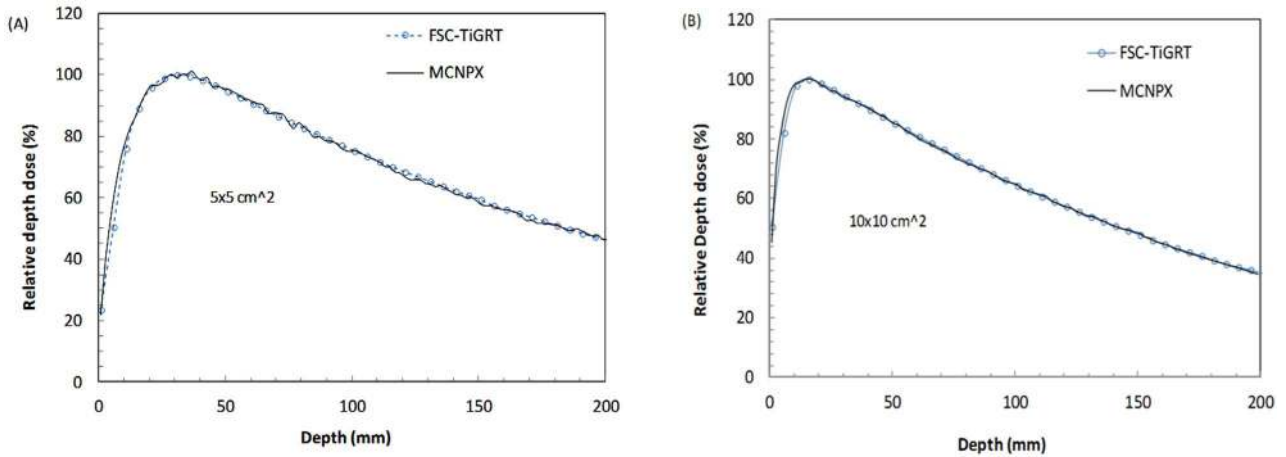 (A)
120
100
80
60
40
20
0
Relative depth dose (%)
FSC-TiGRT
MCNPX
5x5 cm^2
0 50 100 150 200
Depth (mm)
(B)
120
100
80
60
40
20
0
Relative Depth dose (%)
FSC-TiGRT
MCNPX
10x10 cm^2
0 50 100 150 200
Depth (mm)